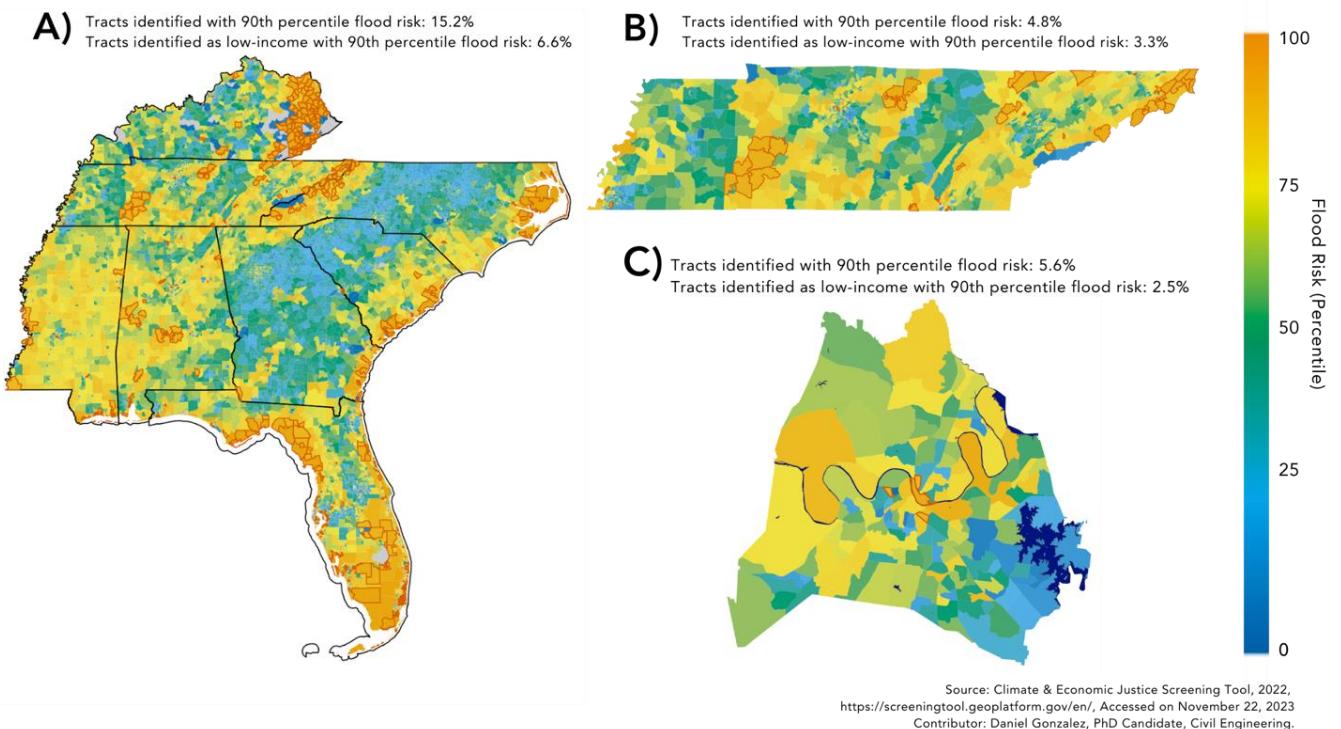 A)
Tracts identified with 90th percentile flood risk: 15.2%
Tracts identified as low-income with 90th percentile flood risk: 6.6%
B)
Tracts identified with 90th percentile flood risk: 4.8%
Tracts identified as low-income with 90th percentile flood risk: 3.3%
C)
Tracts identified with 90th percentile flood risk: 5.6%
Tracts identified as low-income with 90th percentile flood risk: 2.5%
100
75
50
25
0
Flood Risk (Percentile)
Source: Climate & Economic Justice Screening Tool, 2022,
https://screeningtool.geoplatform.gov/en/, Accessed on November 22, 2023
Contributor: Daniel Gonzalez, PhD Candidate, Civil Engineering.